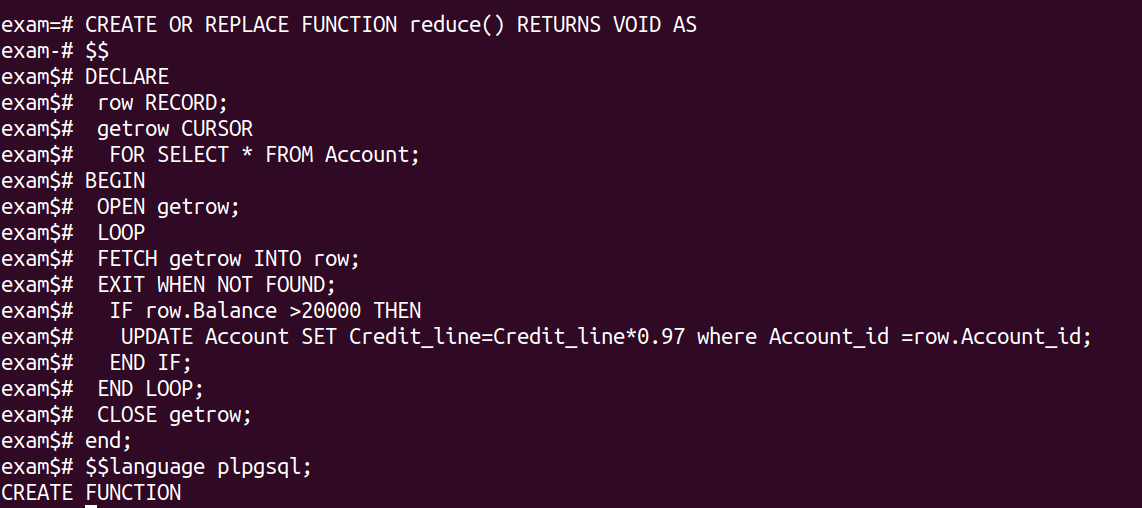 exam=# CREATE OR REPLACE FUNCTION reduce() RETURNS VOID AS
exam-# $$
exam$# DECLARE
exam$#  row RECORD;
exam$#  getrow CURSOR
exam$#   FOR SELECT * FROM Account;
exam$# BEGIN
exam$#  OPEN getrow;
exam$#  LOOP
exam$#  FETCH getrow INTO row;
exam$#  EXIT WHEN NOT FOUND;
exam$#   IF row.Balance >20000 THEN
exam$#    UPDATE Account SET Credit_line=Credit_line*0.97 where Account_id =row.Account_id;
exam$#   END IF;
exam$#  END LOOP;
exam$#  CLOSE getrow;
exam$# end;
exam$# $$language plpgsql;
CREATE FUNCTION